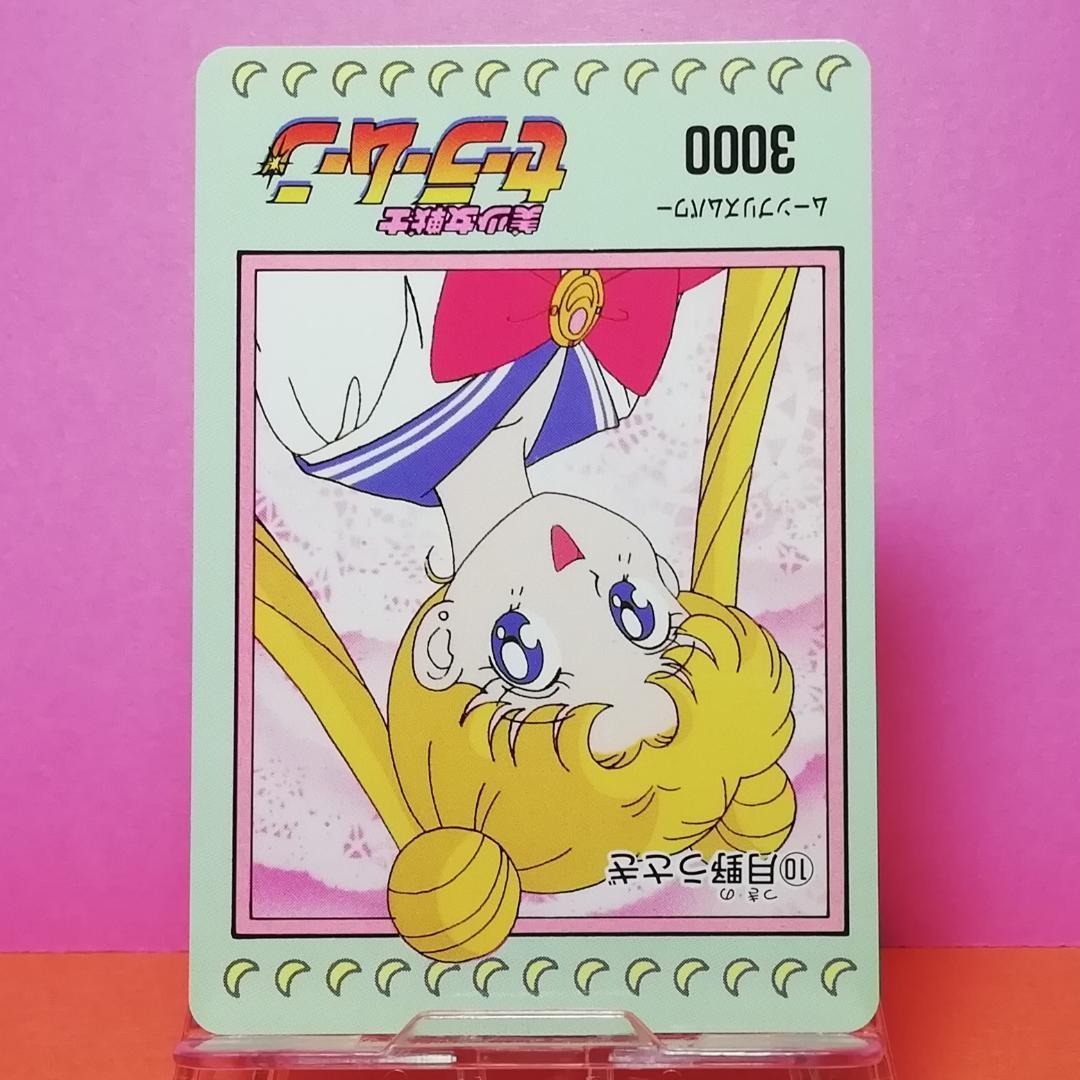 つきの
⑩月野うさぎ
美少女戦士
セーラームーン
ムーンプリズムパワー
3000